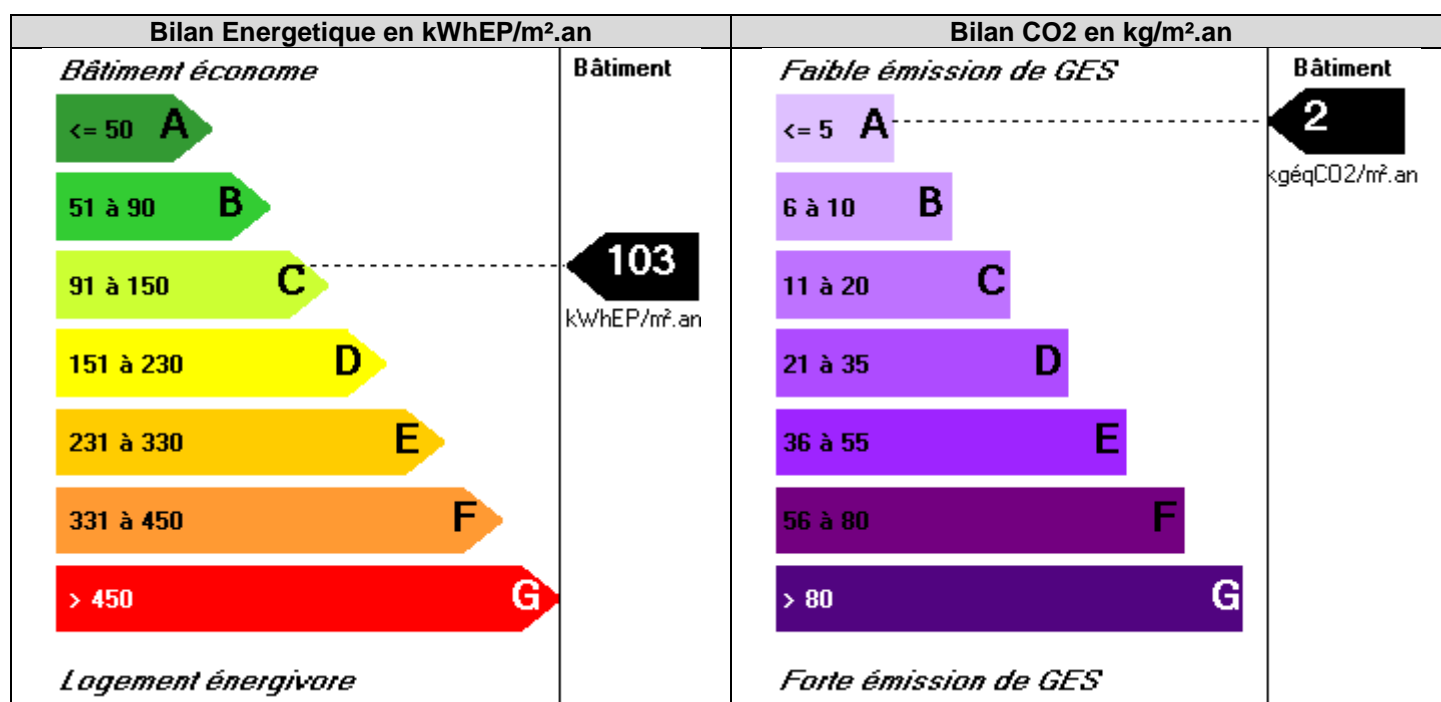 Bilan Energetique en kWhEP/m².an
Bâtiment économe
Bâtiment
<= 50 A
51 à 90 B
91 à 150 C
103
kWhEP/m².an
151 à 230 D
231 à 330 E
331 à 450 F
> 450 G
Logement énergivore
Bilan CO2 en kg/m².an
Faible émission de GES
Bâtiment
<= 5 A
2
kgéqCO2/m².an
6 à 10 B
11 à 20 C
21 à 35 D
36 à 55 E
56 à 80 F
> 80 G
Forte émission de GES